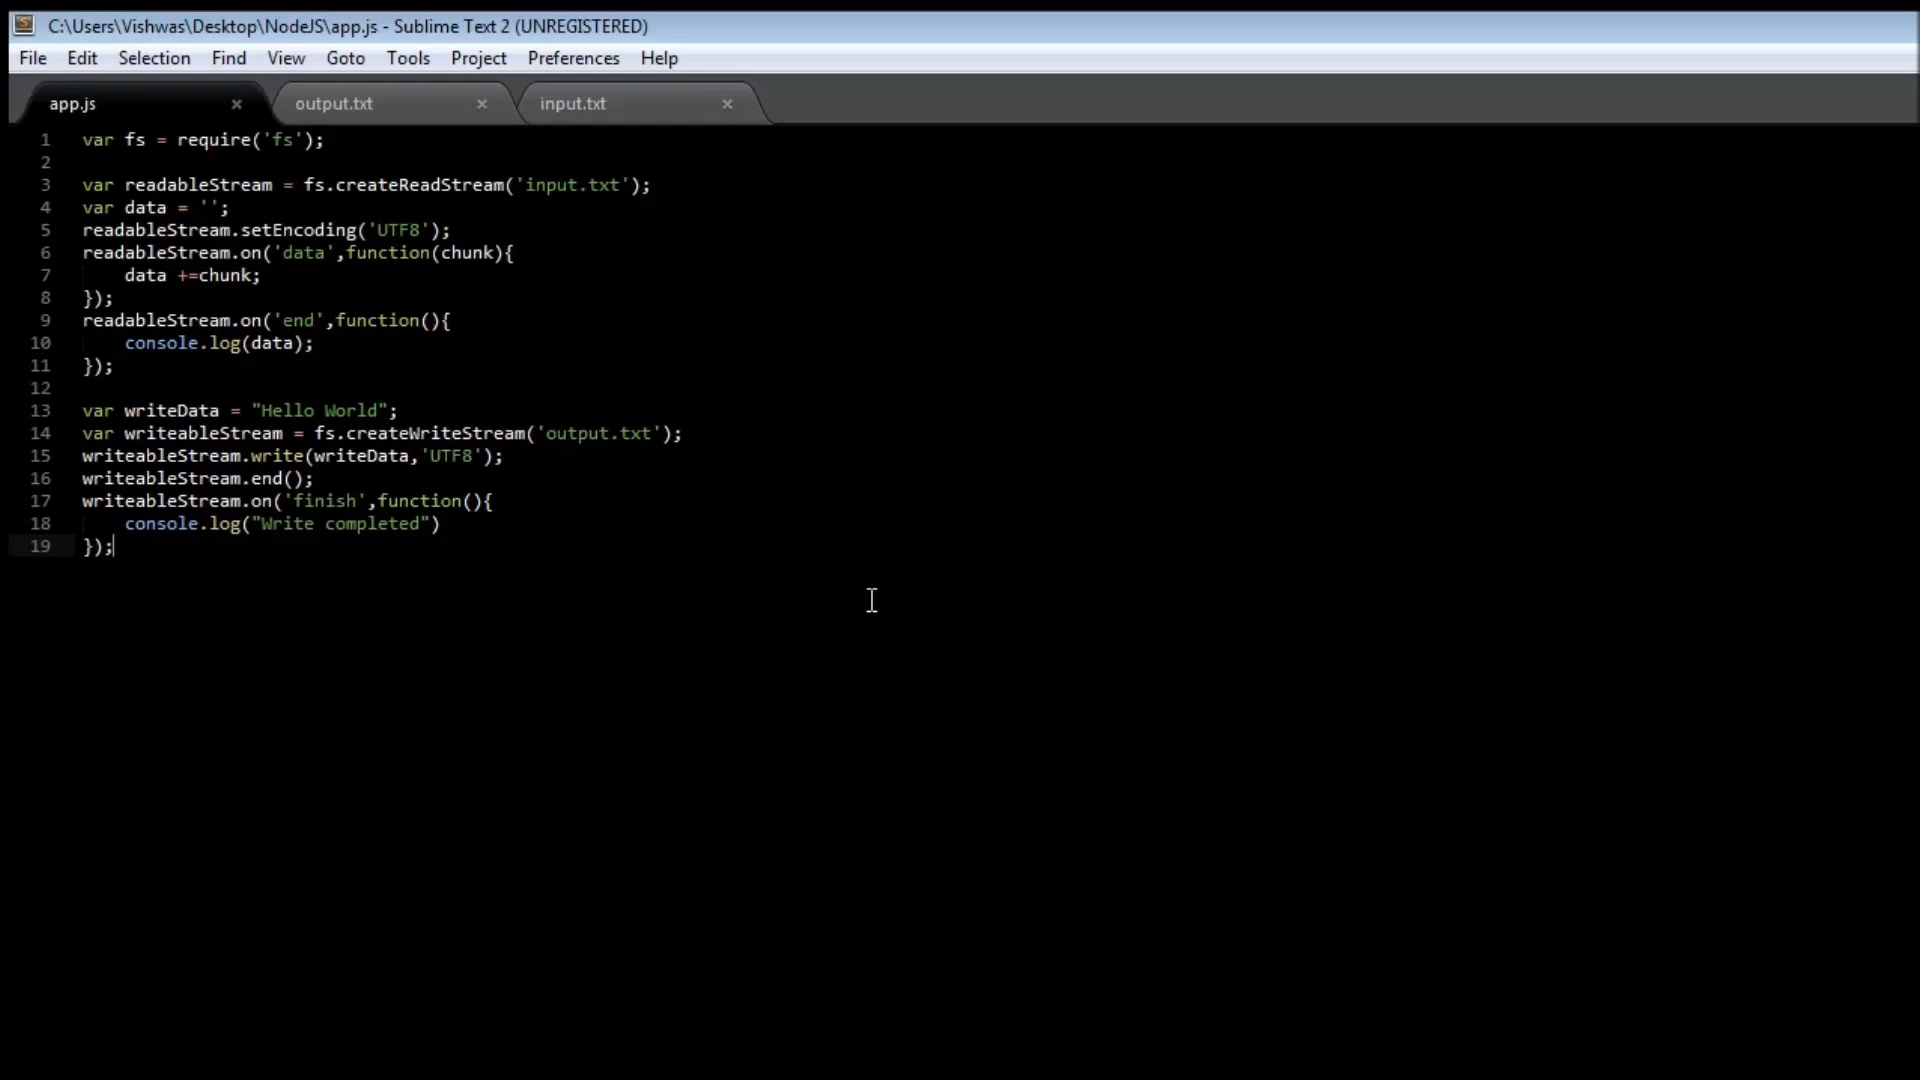 C:\Users\Vishwas\Desktop\NodeJS\app.js - Sublime Text 2 (UNREGISTERED)
File Edit Selection Find View Goto Tools Project Preferences Help
app.js × output.txt × input.txt ×
1 var fs = require('fs');
2
3 var readableStream = fs.createReadStream('input.txt');
4 var data = '';
5 readableStream.setEncoding('UTF8');
6 readableStream.on('data',function(chunk){
7     data +=chunk;
8 });
9 readableStream.on('end',function(){
10     console.log(data);
11 });
12
13 var writeData = "Hello World";
14 var writeableStream = fs.createWriteStream('output.txt');
15 writeableStream.write(writeData,'UTF8');
16 writeableStream.end();
17 writeableStream.on('finish',function(){
18     console.log("Write completed")
19 });